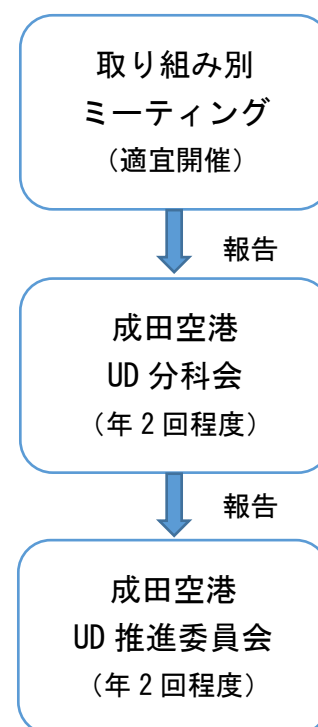 取り組み別
ミーティング
（適宜開催）
報告
成田空港
UD 分科会
（年 2 回程度）
報告
成田空港
UD 推進委員会
（年 2 回程度）